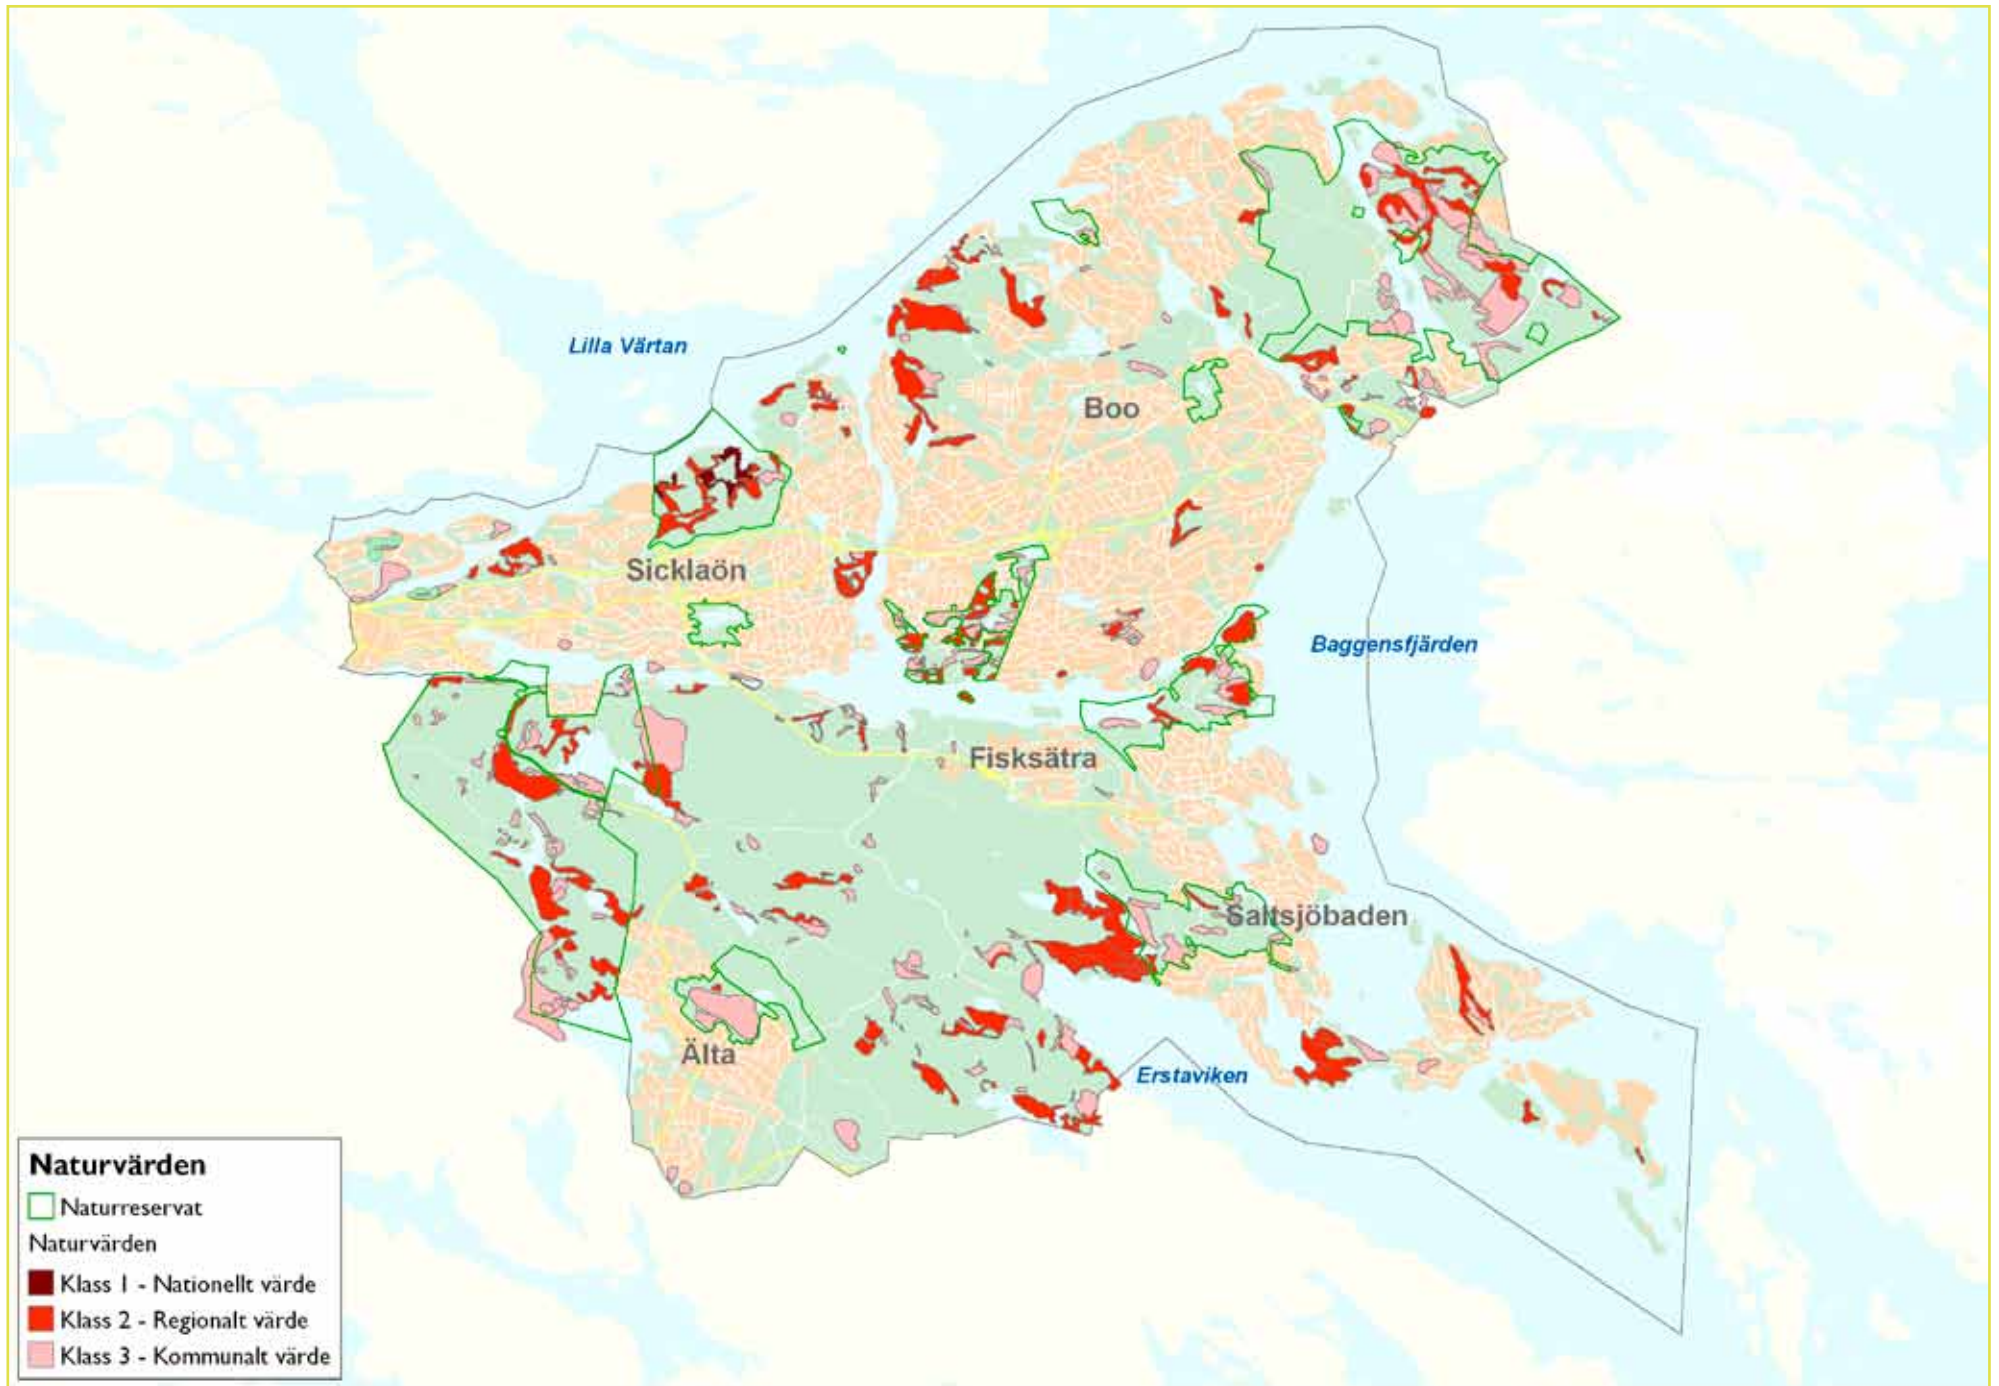 Lilla Värtan
Boo
Sicklaön
Baggensfjärden
Fisksätra
Saltsjöbaden
Älta
Erstaviken
Naturvärden
Naturreservat
Naturvärden
Klass 1 - Nationellt värde
Klass 2 - Regionalt värde
Klass 3 - Kommunalt värde